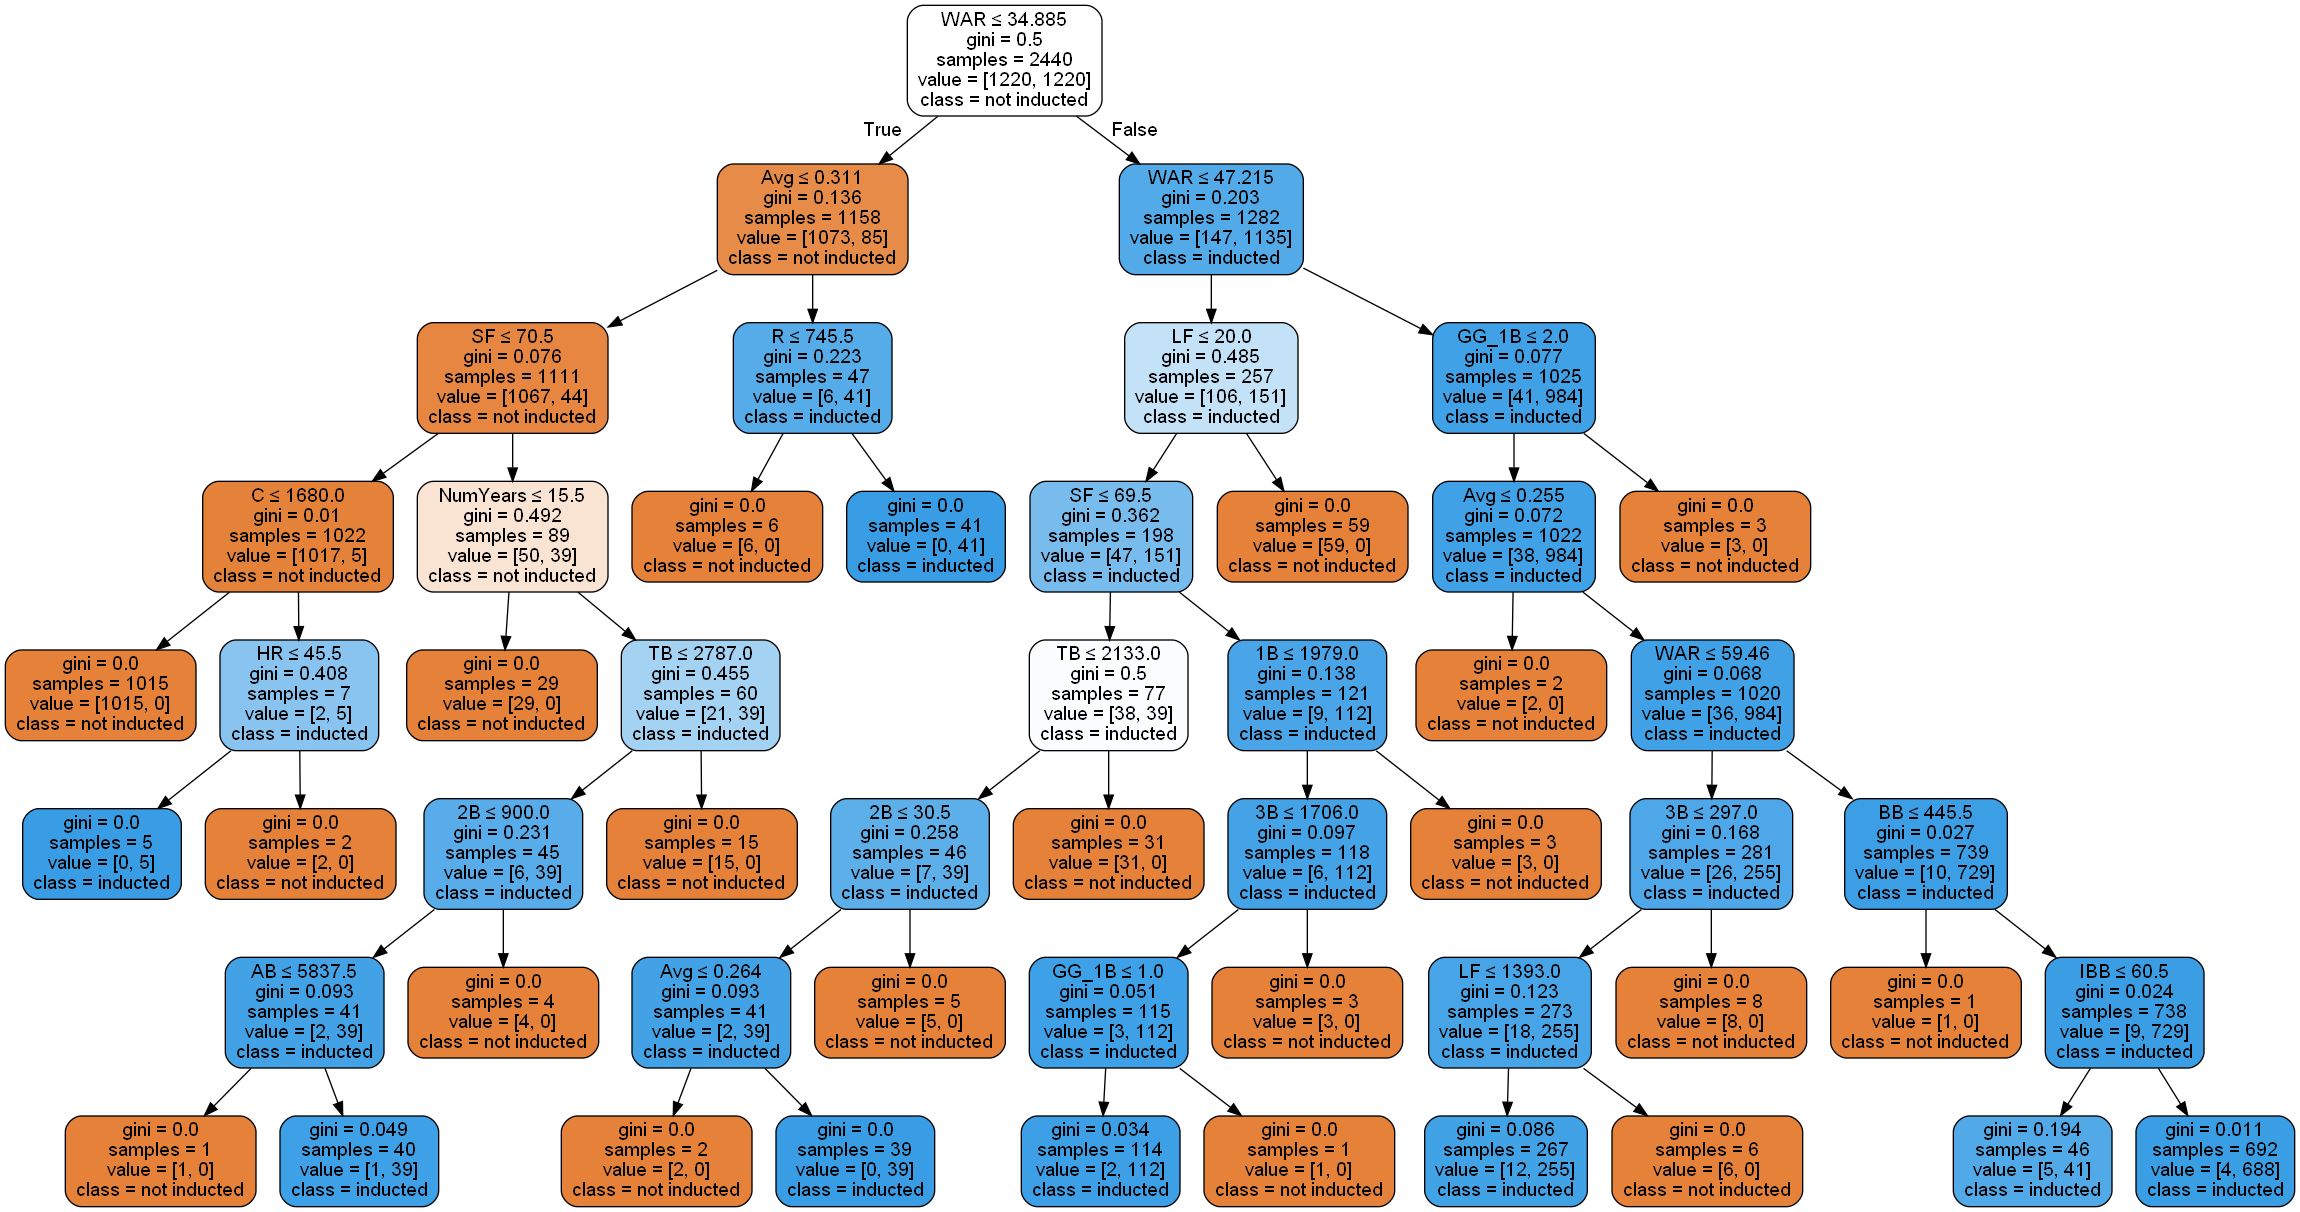 WAR ≤ 34.885
gini = 0.5
samples = 2440
value = [1220, 1220]
class = not inducted
True
False
Avg ≤ 0.311
gini = 0.136
samples = 1158
value = [1073, 85]
class = not inducted
WAR ≤ 47.215
gini = 0.203
samples = 1282
value = [147, 1135]
class = inducted
SF ≤ 70.5
gini = 0.076
samples = 1111
value = [1067, 44]
class = not inducted
R ≤ 745.5
gini = 0.223
samples = 47
value = [6, 41]
class = inducted
LF ≤ 20.0
gini = 0.485
samples = 257
value = [106, 151]
class = inducted
GG_1B ≤ 2.0
gini = 0.077
samples = 1025
value = [41, 984]
class = inducted
C ≤ 1680.0
gini = 0.01
samples = 1022
value = [1017, 5]
class = not inducted
NumYears ≤ 15.5
gini = 0.492
samples = 89
value = [50, 39]
class = not inducted
gini = 0.0
samples = 6
value = [6, 0]
class = not inducted
gini = 0.0
samples = 41
value = [0, 41]
class = inducted
SF ≤ 69.5
gini = 0.362
samples = 198
value = [47, 151]
class = inducted
gini = 0.0
samples = 59
value = [59, 0]
class = not inducted
Avg ≤ 0.255
gini = 0.072
samples = 1022
value = [38, 984]
class = inducted
gini = 0.0
samples = 3
value = [3, 0]
class = not inducted
gini = 0.0
samples = 1015
value = [1015, 0]
class = not inducted
HR ≤ 45.5
gini = 0.408
samples = 7
value = [2, 5]
class = inducted
gini = 0.0
samples = 29
value = [29, 0]
class = not inducted
TB ≤ 2787.0
gini = 0.455
samples = 60
value = [21, 39]
class = inducted
TB ≤ 2133.0
gini = 0.5
samples = 77
value = [38, 39]
class = inducted
1B ≤ 1979.0
gini = 0.138
samples = 121
value = [9, 112]
class = inducted
gini = 0.0
samples = 2
value = [2, 0]
class = not inducted
WAR ≤ 59.46
gini = 0.068
samples = 1020
value = [36, 984]
class = inducted
gini = 0.0
samples = 5
value = [0, 5]
class = inducted
gini = 0.0
samples = 2
value = [2, 0]
class = not inducted
2B ≤ 900.0
gini = 0.231
samples = 45
value = [6, 39]
class = inducted
gini = 0.0
samples = 15
value = [15, 0]
class = not inducted
2B ≤ 30.5
gini = 0.258
samples = 46
value = [7, 39]
class = inducted
gini = 0.0
samples = 31
value = [31, 0]
class = not inducted
3B ≤ 1706.0
gini = 0.097
samples = 118
value = [6, 112]
class = inducted
gini = 0.0
samples = 3
value = [3, 0]
class = not inducted
3B ≤ 297.0
gini = 0.168
samples = 281
value = [26, 255]
class = inducted
BB ≤ 445.5
gini = 0.027
samples = 739
value = [10, 729]
class = inducted
AB ≤ 5837.5
gini = 0.093
samples = 41
value = [2, 39]
class = inducted
gini = 0.0
samples = 4
value = [4, 0]
class = not inducted
Avg ≤ 0.264
gini = 0.093
samples = 41
value = [2, 39]
class = inducted
gini = 0.0
samples = 5
value = [5, 0]
class = not inducted
GG_1B ≤ 1.0
gini = 0.051
samples = 115
value = [3, 112]
class = inducted
gini = 0.0
samples = 3
value = [3, 0]
class = not inducted
LF ≤ 1393.0
gini = 0.123
samples = 273
value = [18, 255]
class = inducted
gini = 0.0
samples = 8
value = [8, 0]
class = not inducted
gini = 0.0
samples = 1
value = [1, 0]
class = not inducted
IBB ≤ 60.5
gini = 0.024
samples = 738
value = [9, 729]
class = inducted
gini = 0.0
samples = 1
value = [1, 0]
class = not inducted
gini = 0.049
samples = 40
value = [1, 39]
class = inducted
gini = 0.0
samples = 2
value = [2, 0]
class = not inducted
gini = 0.0
samples = 39
value = [0, 39]
class = inducted
gini = 0.034
samples = 114
value = [2, 112]
class = inducted
gini = 0.0
samples = 1
value = [1, 0]
class = not inducted
gini = 0.086
samples = 267
value = [12, 255]
class = inducted
gini = 0.0
samples = 6
value = [6, 0]
class = not inducted
gini = 0.194
samples = 46
value = [5, 41]
class = inducted
gini = 0.011
samples = 692
value = [4, 688]
class = inducted